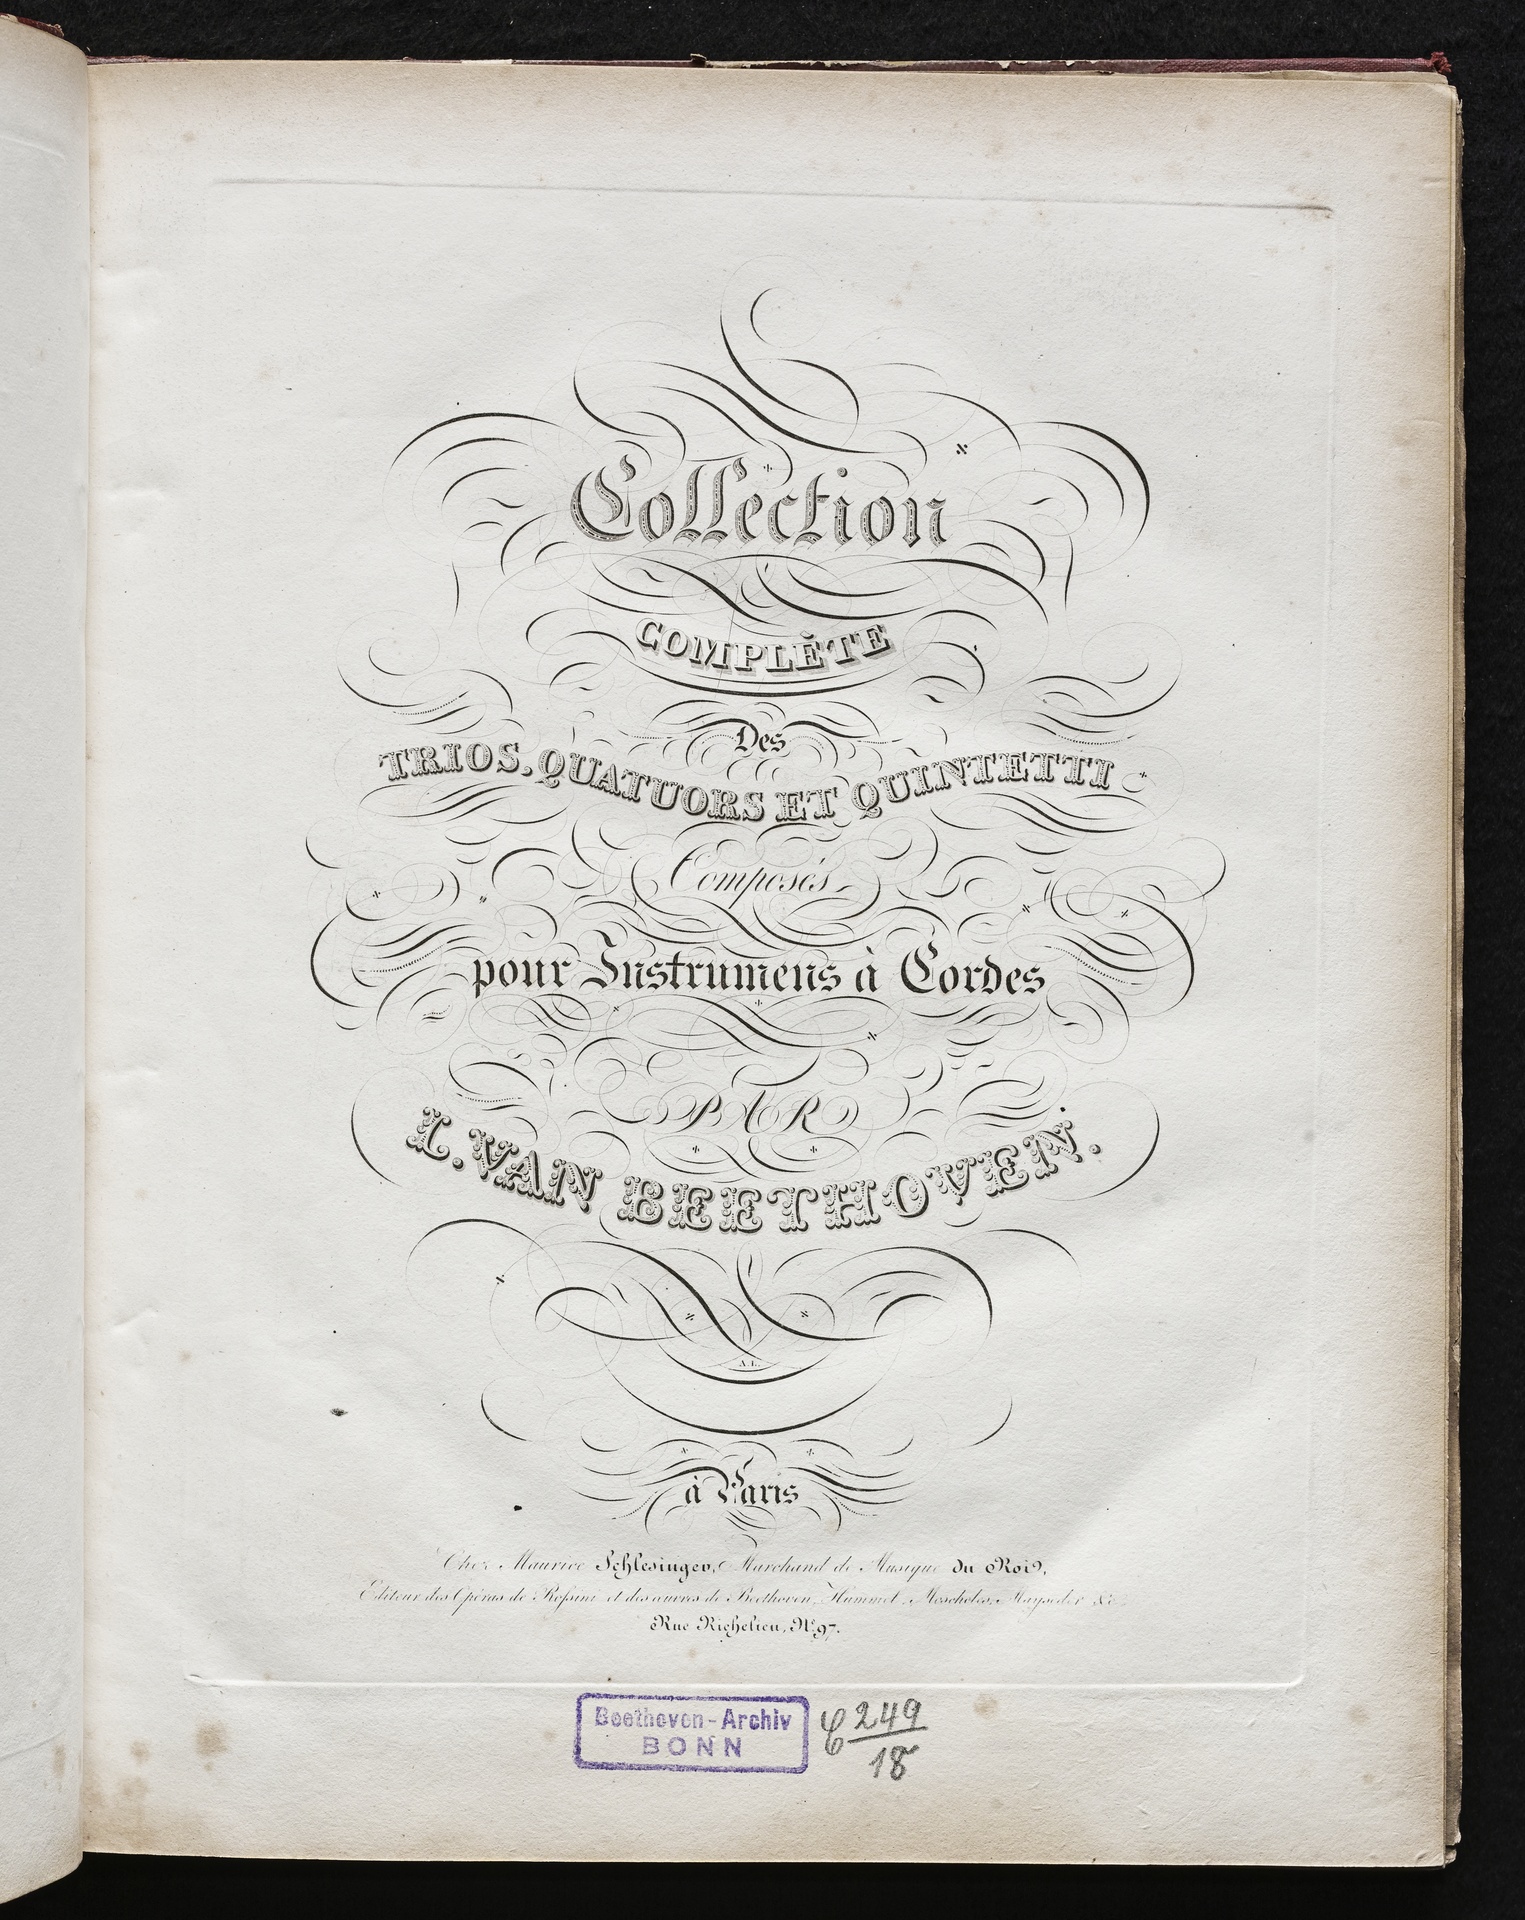 Collection
COMPLÈTE
Des
TRIOS, QUATUORS ET QUINTETTI
Composés
pour Instrumens à Cordes
PAR
L. VAN BEETHOVEN.
A.L.
à Paris
Chez Maurice Schlesinger, Marchand de Musique du Roi,
Editeur des Opéras de Rossini et des œuvres de Beethoven, Hummel, Moscheles, Mayseder &c.
Rue Richelieu, No. 97.
Beethoven-Archiv
BONN
C 249
18